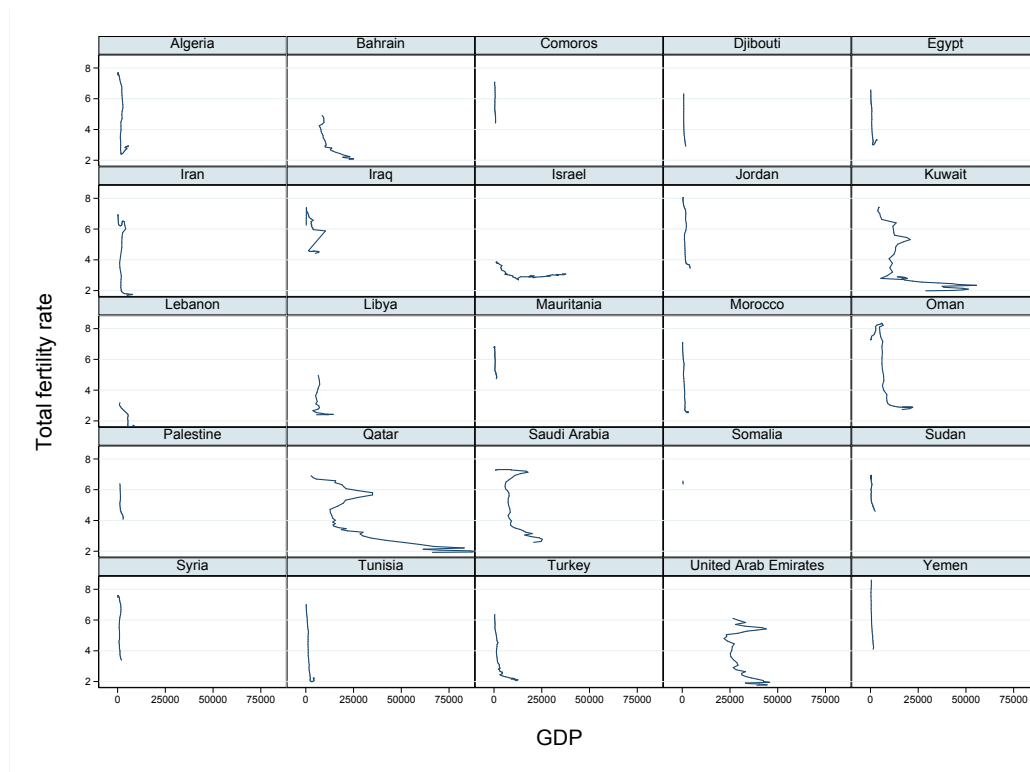 Algeria Bahrain Comoros Djibouti Egypt
8
6
4
2
Iran Iraq Israel Jordan Kuwait
8
6
4
2
Lebanon Libya Mauritania Morocco Oman
8
6
4
2
Palestine Qatar Saudi Arabia Somalia Sudan
8
6
4
2
Syria Tunisia Turkey United Arab Emirates Yemen
8
6
4
2
0 25000 50000 75000 0 25000 50000 75000 0 25000 50000 75000 0 25000 50000 75000 0 25000 50000 75000
Total fertility rate
GDP